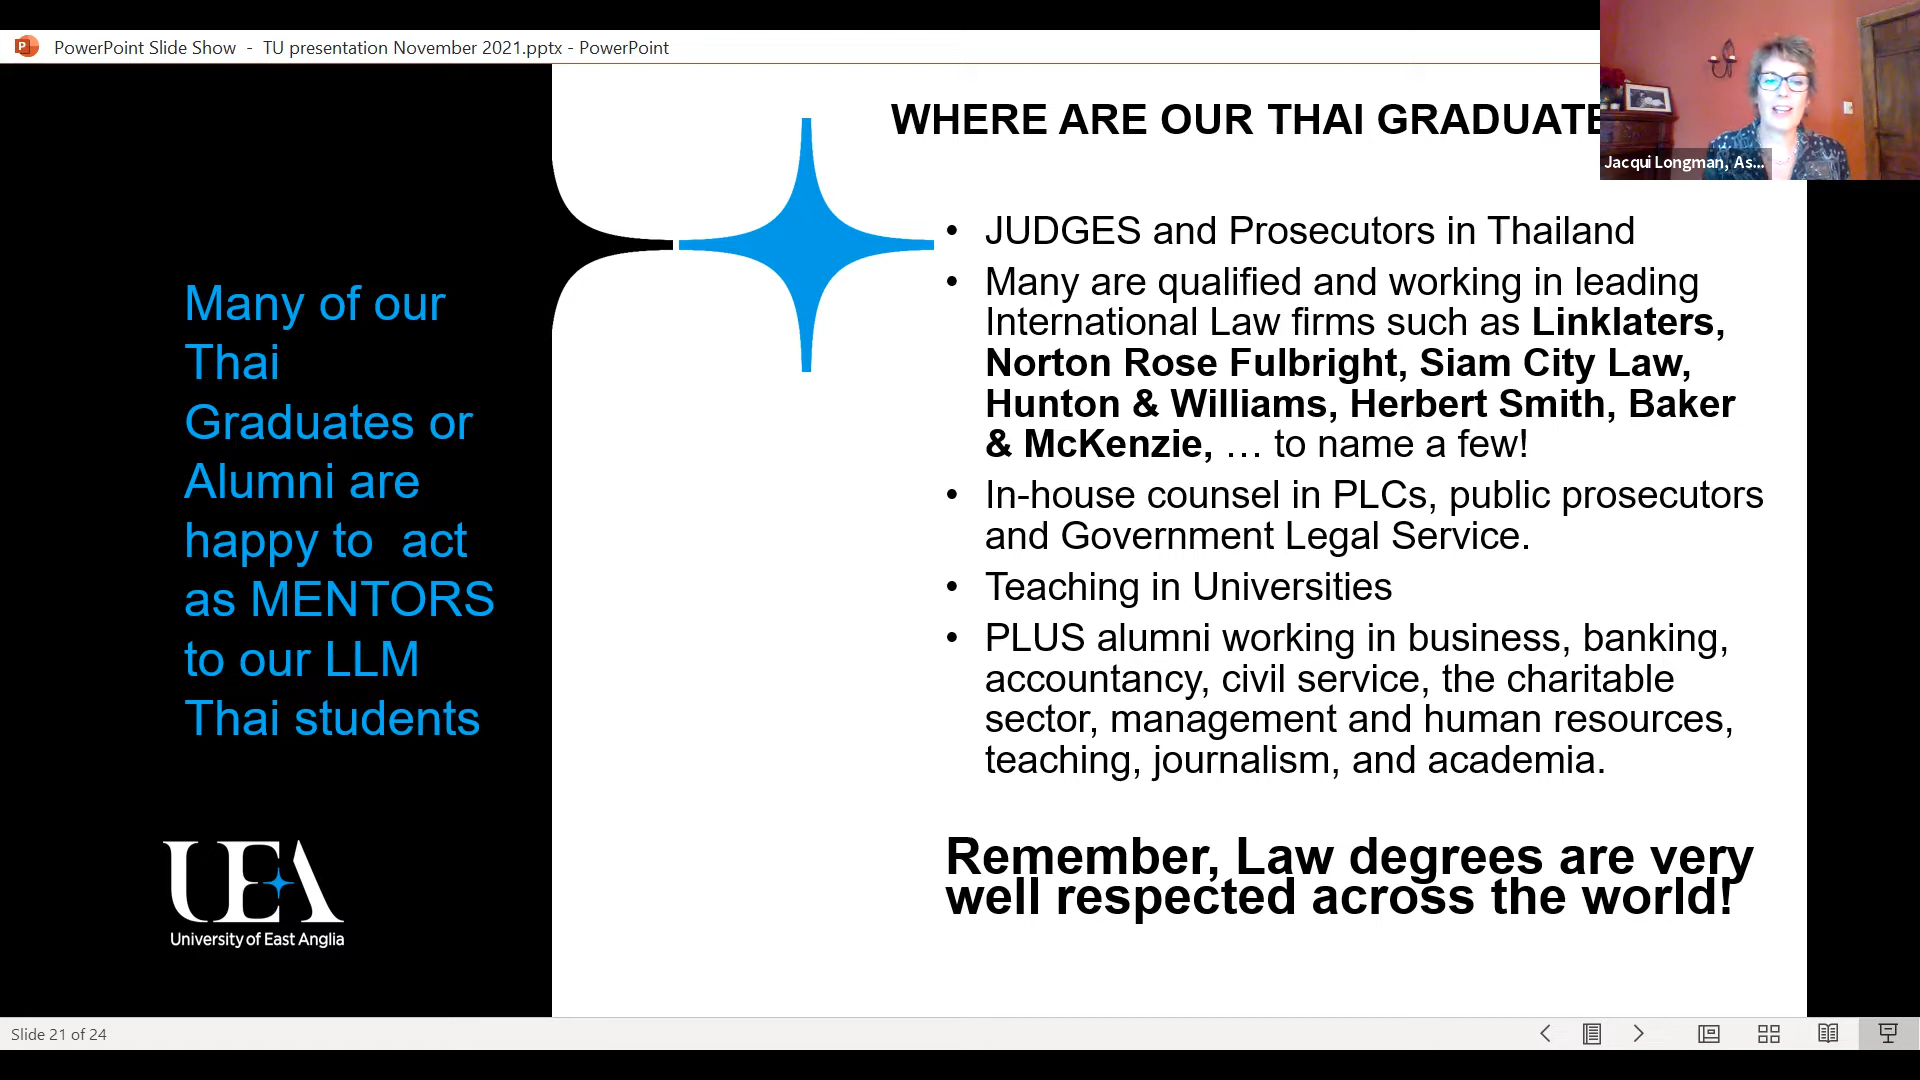 PowerPoint Slide Show - TU presentation November 2021.pptx - PowerPoint
WHERE ARE OUR THAI GRADUATE
Jacqui Longman, As...
Many of our
Thai
Graduates or
Alumni are
happy to act
as MENTORS
to our LLM
Thai students
• JUDGES and Prosecutors in Thailand
• Many are qualified and working in leading
International Law firms such as Linklaters,
Norton Rose Fulbright, Siam City Law,
Hunton & Williams, Herbert Smith, Baker
& McKenzie, … to name a few!
• In-house counsel in PLCs, public prosecutors
and Government Legal Service.
• Teaching in Universities
• PLUS alumni working in business, banking,
accountancy, civil service, the charitable
sector, management and human resources,
teaching, journalism, and academia.
Remember, Law degrees are very
well respected across the world!
UEA
University of East Anglia
Slide 21 of 24